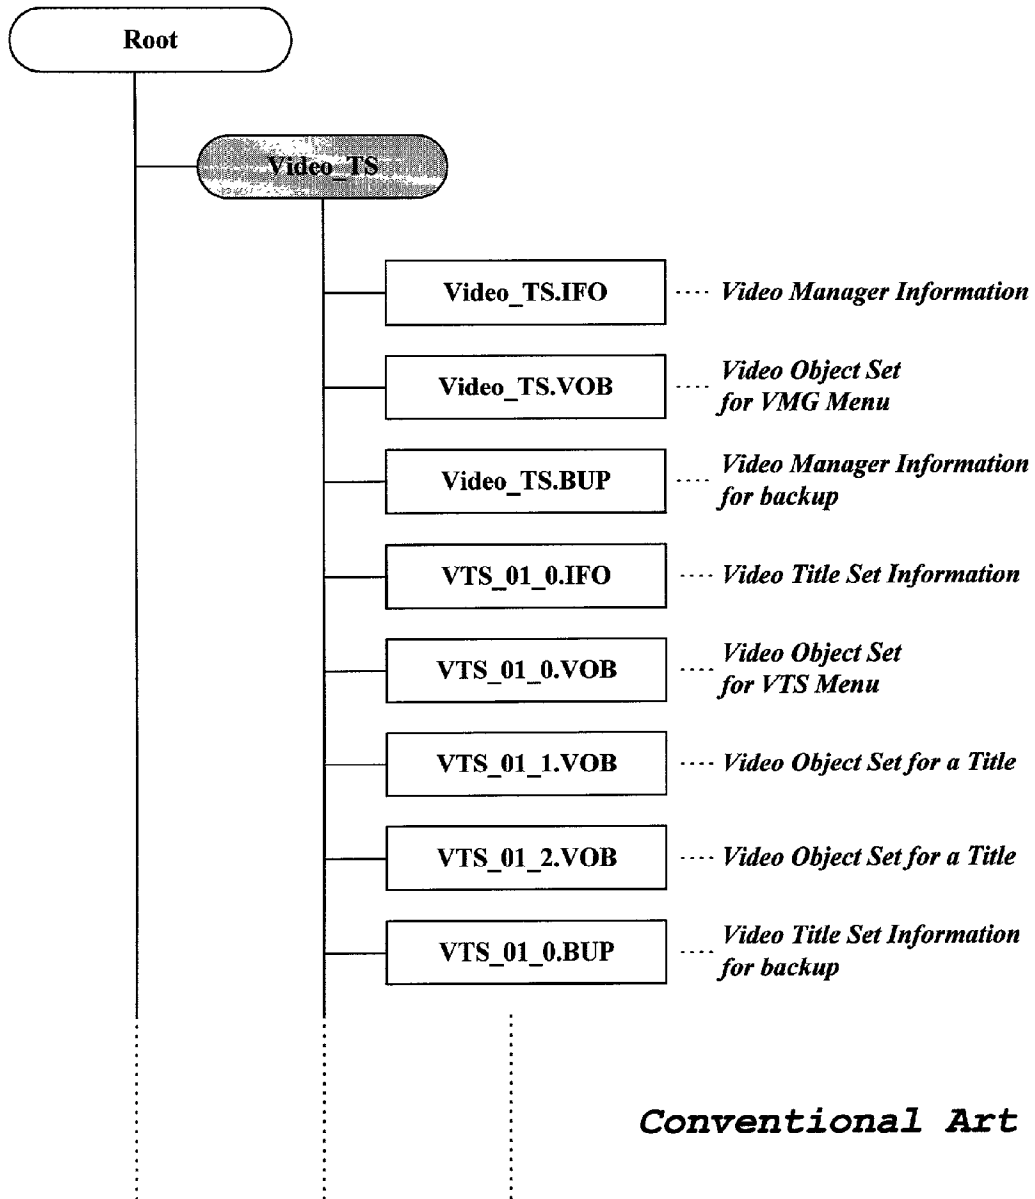 Root
Video_TS
Video_TS.IFO
Video Manager Information
Video_TS.VOB
Video Object Set
for VMG Menu
Video_TS.BUP
Video Manager Information
for backup
VTS_01_0.IFO
Video Title Set Information
VTS_01_0.VOB
Video Object Set
for VTS Menu
VTS_01_1.VOB
Video Object Set for a Title
VTS_01_2.VOB
Video Object Set for a Title
VTS_01_0.BUP
Video Title Set Information
for backup
Conventional Art